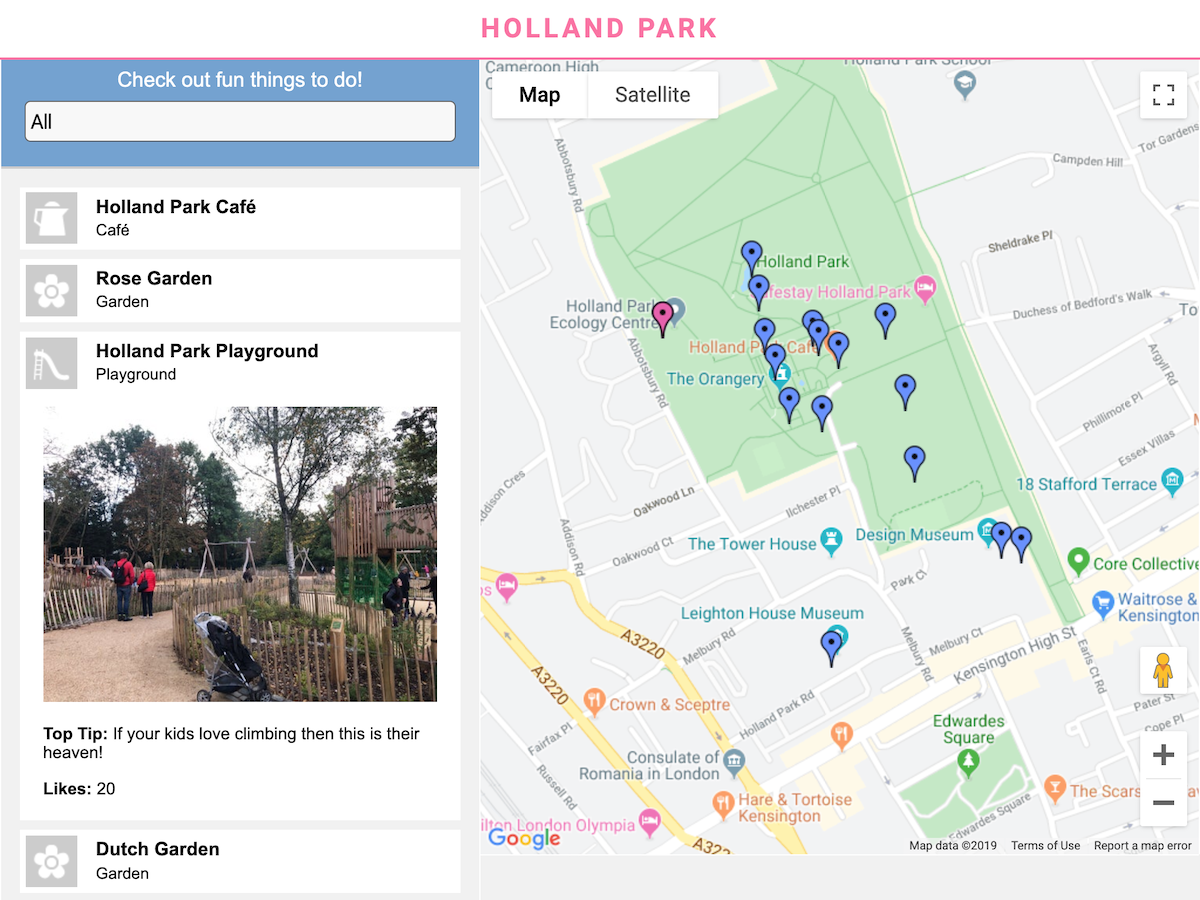 HOLLAND PARK
Check out fun things to do!
All
Holland Park Café
Café
Rose Garden
Garden
Holland Park Playground
Playground
Top Tip: If your kids love climbing then this is their
heaven!
Likes: 20
Dutch Garden
Garden
Cameroon High
Map
Satellite
Holland Park School
Tor Gardens
Campden Hill
Abbotsbury Rd
Sheldrake Pl
Holland Park
Safestay Holland Park
Duchess of Bedford's Walk
To
Holland Park
Ecology Centre
Holland Park Café
Abbotsbury Rd
Argyll Rd
The Orangery
Phillimore Pl
Essex Villas
Addison Cres
Oakwood Ln
Ilchester Pl
18 Stafford Terrace
Addison Rd
Oakwood Ct
The Tower House
Design Museum
Core Collective
Park Cl
Waitrose &
Kensington
Leighton House Museum
A3220
Melbury Rd
Melbury Rd
Melbury Ct
Kensington High St
Earls Ct Rd
A3220
Crown & Sceptre
Holland Park Rd
Pater St
Cope Pl
Fairfax Pl
Edwardes
Square
Consulate of
Romania in London
Russell Rd
Hare & Tortoise
Kensington
The Scars
Edwardes Square
ilton London Olympia
Google
A322
Map data ©2019
Terms of Use
Report a map error